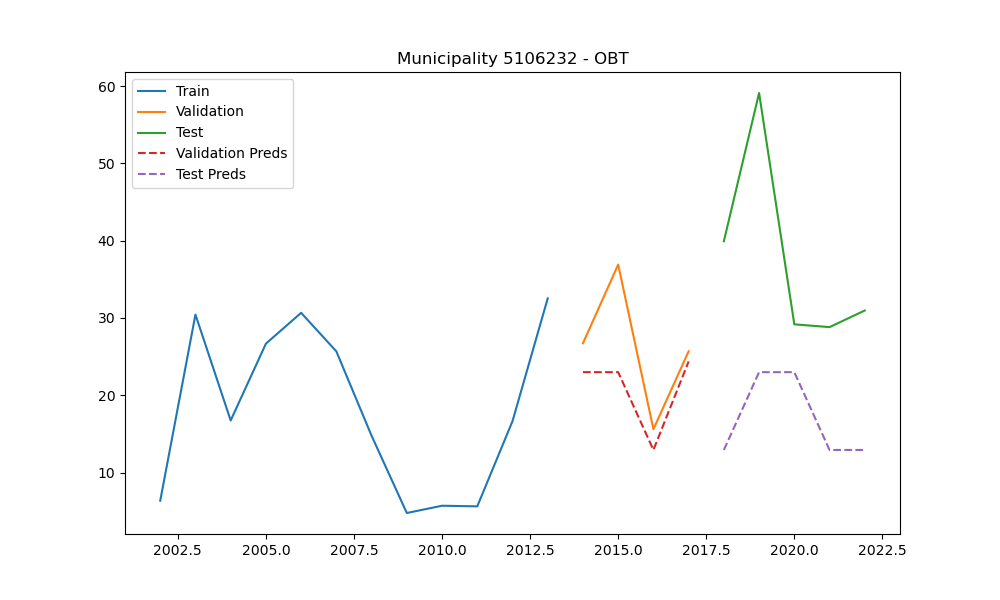 Municipality 5106232 - OBT
Train
Validation
Test
Validation Preds
Test Preds
60
50
40
30
20
10
2002.5 2005.0 2007.5 2010.0 2012.5 2015.0 2017.5 2020.0 2022.5